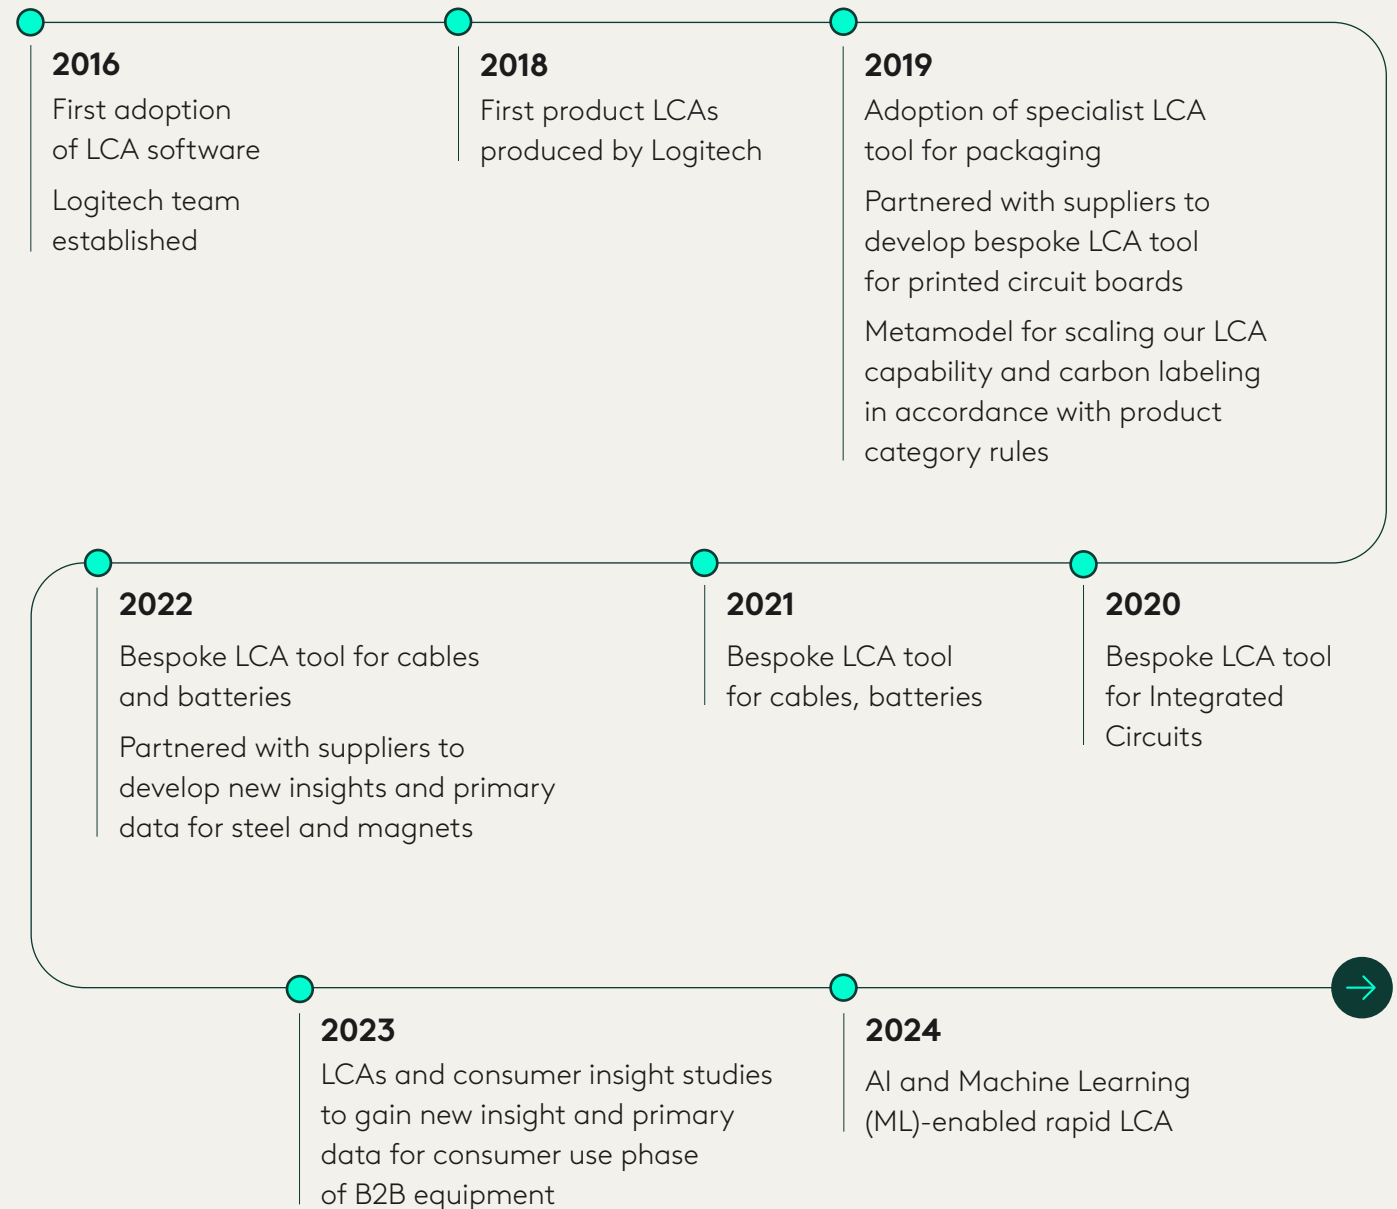 2016
First adoption
of LCA software
Logitech team
established
2018
First product LCAs
produced by Logitech
2019
Adoption of specialist LCA
tool for packaging
Partnered with suppliers to
develop bespoke LCA tool
for printed circuit boards
Metamodel for scaling our LCA
capability and carbon labeling
in accordance with product
category rules
2022
Bespoke LCA tool for cables
and batteries
Partnered with suppliers to
develop new insights and primary
data for steel and magnets
2021
Bespoke LCA tool
for cables, batteries
2020
Bespoke LCA tool
for Integrated
Circuits
2023
LCAs and consumer insight studies
to gain new insight and primary
data for consumer use phase
of B2B equipment
2024
AI and Machine Learning
(ML)-enabled rapid LCA